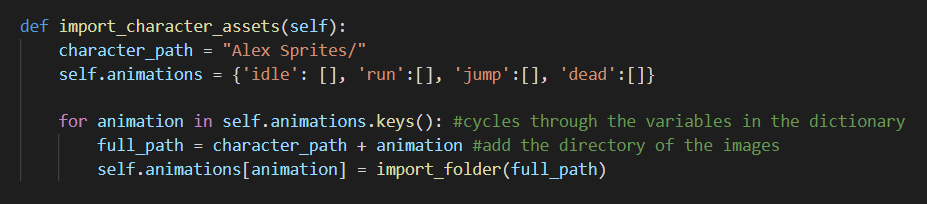 def import_character_assets(self):
    character_path = "Alex Sprites/"
    self.animations = {'idle': [], 'run':[], 'jump':[], 'dead':[]}

    for animation in self.animations.keys(): #cycles through the variables in the dictionary
        full_path = character_path + animation #add the directory of the images
        self.animations[animation] = import_folder(full_path)